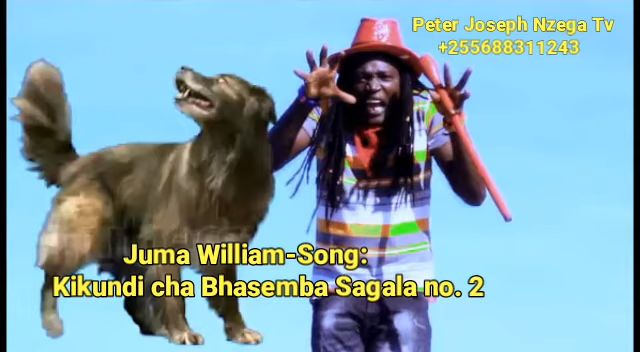 Peter Joseph Nzega Tv
+255688311243
Juma William-Song:
Kikundi cha Bhasemba Sagala no. 2